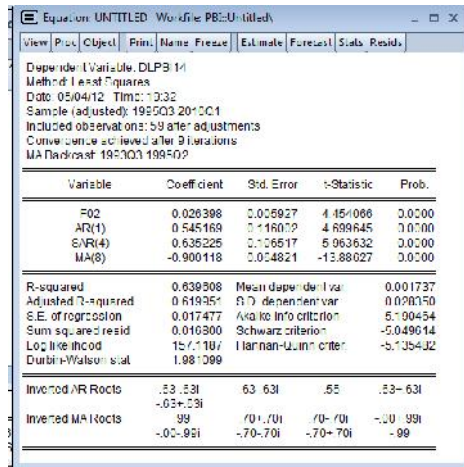 Equation: UNTITLED Workfile: PBI::Untitled\
View Proc Object Print Name Freeze Estimate Forecast Stats Resids
Dependent Variable: DLPBI14
Method: Least Squares
Date: 05/04/12 Time: 19:32
Sample (adjusted): 1995Q3 2010Q1
Included observations: 59 after adjustments
Convergence achieved after 9 iterations
MA Backcast: 1993Q3 1995Q2
Variable Coefficient Std. Error t-Statistic Prob.
F02 0.026398 0.005927 4.454066 0.0000
AR(1) 0.545169 0.116002 4.699645 0.0000
SAR(4) 0.635225 0.106517 5.963632 0.0000
MA(8) -0.900118 0.064821 -13.88627 0.0000
R-squared 0.639608 Mean dependent var 0.001737
Adjusted R-squared 0.619951 S.D. dependent var 0.028350
S.E. of regression 0.017477 Akaike info criterion -5.190464
Sum squared resid 0.016800 Schwarz criterion -5.049614
Log likelihood 157.1187 Hannan-Quinn criter. -5.135482
Durbin-Watson stat 1.981099
Inverted AR Roots .63-.63i .63-.63i .55 -.63+.63i
-.63+.63i
Inverted MA Roots .99 .70+.70i .70-.70i -.00+.99i
-.00-.99i -.70-.70i -.70+.70i -.99